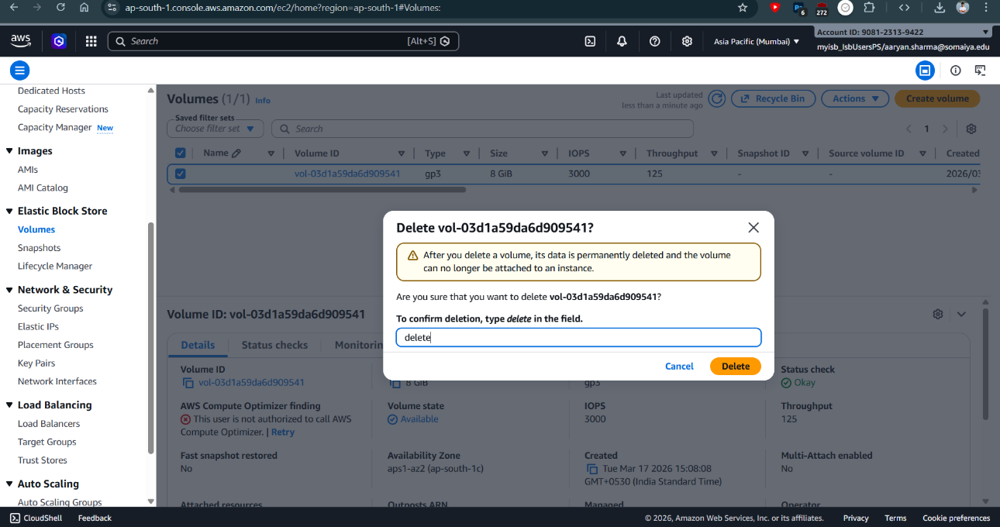 ap-south-1.console.aws.amazon.com/ec2/home?region=ap-south-1#Volumes:
6
272
aws
Search
[Alt+S]
Asia Pacific (Mumbai)
Account ID: 9081-2313-9422
myisb_IsbUsersPS/aaryan.sharma@somaiya.edu
Dedicated Hosts
Capacity Reservations
Capacity Manager New
Images
AMIs
AMI Catalog
Elastic Block Store
Volumes
Snapshots
Lifecycle Manager
Network & Security
Security Groups
Elastic IPs
Placement Groups
Key Pairs
Network Interfaces
Load Balancing
Load Balancers
Target Groups
Trust Stores
Auto Scaling
Auto Scaling Groups
Volumes (1/1) Info
Last updated
less than a minute ago
Recycle Bin
Actions
Create volume
Saved filter sets
Choose filter set
Search
1
Name Volume ID Type Size IOPS Throughput Snapshot ID Source volume ID Created
vol-03d1a59da6d909541 gp3 8 GiB 3000 125 - - 2026/03
Delete vol-03d1a59da6d909541?
After you delete a volume, its data is permanently deleted and the volume
can no longer be attached to an instance.
Are you sure that you want to delete vol-03d1a59da6d909541?
To confirm deletion, type delete in the field.
delete
Cancel
Delete
Volume ID: vol-03d1a59da6d909541
Details
Status checks
Monitorin
Volume ID
vol-03d1a59da6d909541
8 GiB
gp3
Status check
Okay
AWS Compute Optimizer finding
This user is not authorized to call AWS
Compute Optimizer. | Retry
Volume state
Available
IOPS
3000
Throughput
125
Fast snapshot restored
No
Availability Zone
aps1-az2 (ap-south-1c)
Created
Tue Mar 17 2026 15:08:08
GMT+0530 (India Standard Time)
Multi-Attach enabled
No
Attached resources
Outposts ARN
Managed
Operator
CloudShell
Feedback
© 2026, Amazon Web Services, Inc. or its affiliates.
Privacy
Terms
Cookie preferences